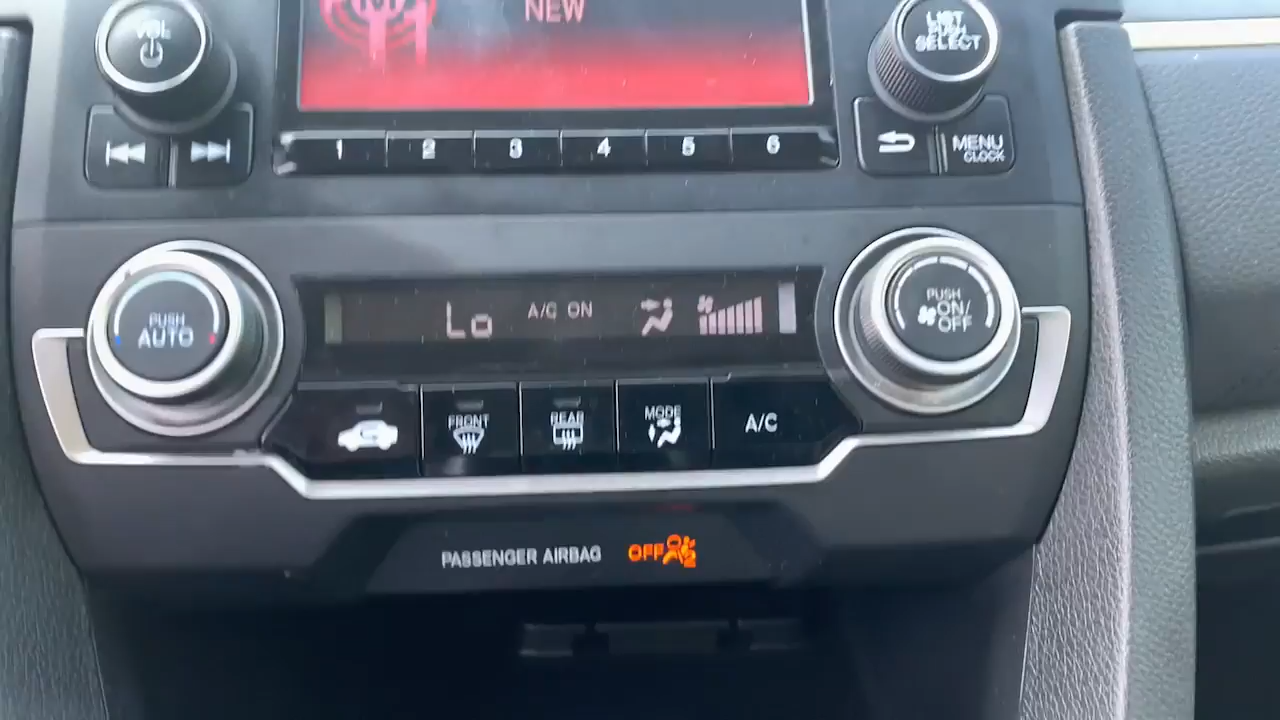 NEW
VOL
LIST
PUSH
SELECT
1 2 3 4 5 6
MENU
CLOCK
PUSH
AUTO
Lo
A/C ON
PUSH
ON/
OFF
FRONT
REAR
MODE
A/C
PASSENGER AIRBAG
OFF